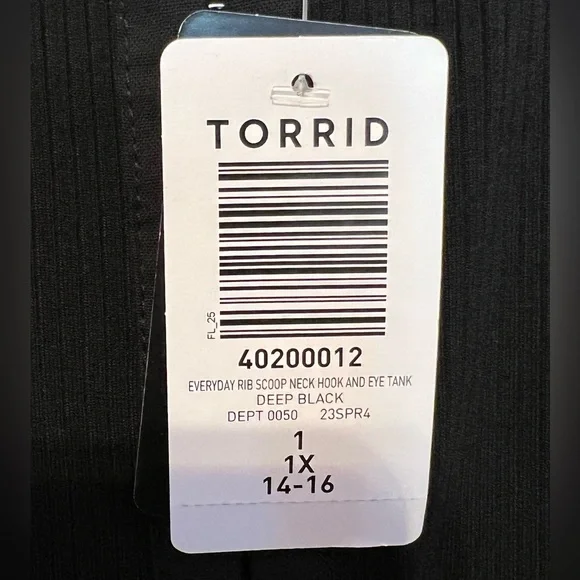 TORRID
FL_25
40200012
EVERYDAY RIB SCOOP NECK HOOK AND EYE TANK
DEEP BLACK
DEPT 0050 23SPR4
1
1X
14-16